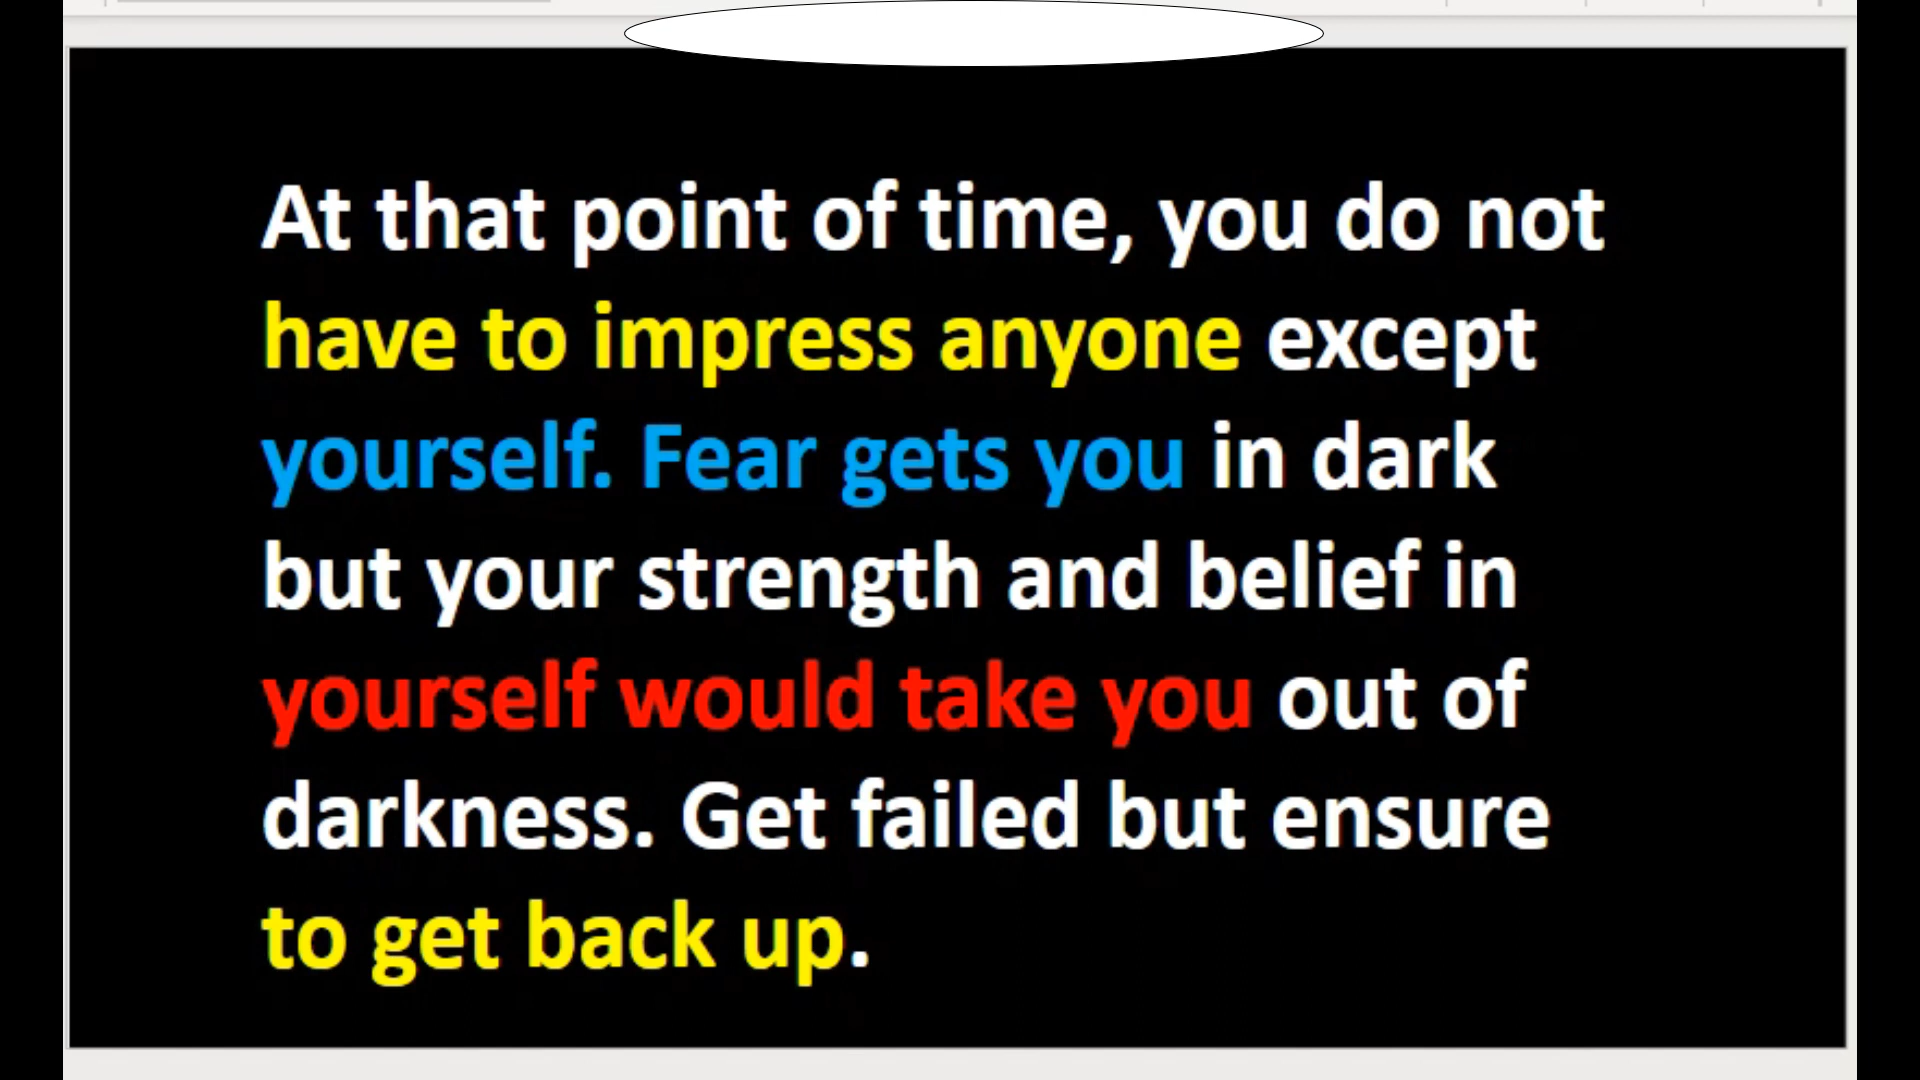 At that point of time, you do not
have to impress anyone except
yourself. Fear gets you in dark
but your strength and belief in
yourself would take you out of
darkness. Get failed but ensure
to get back up.